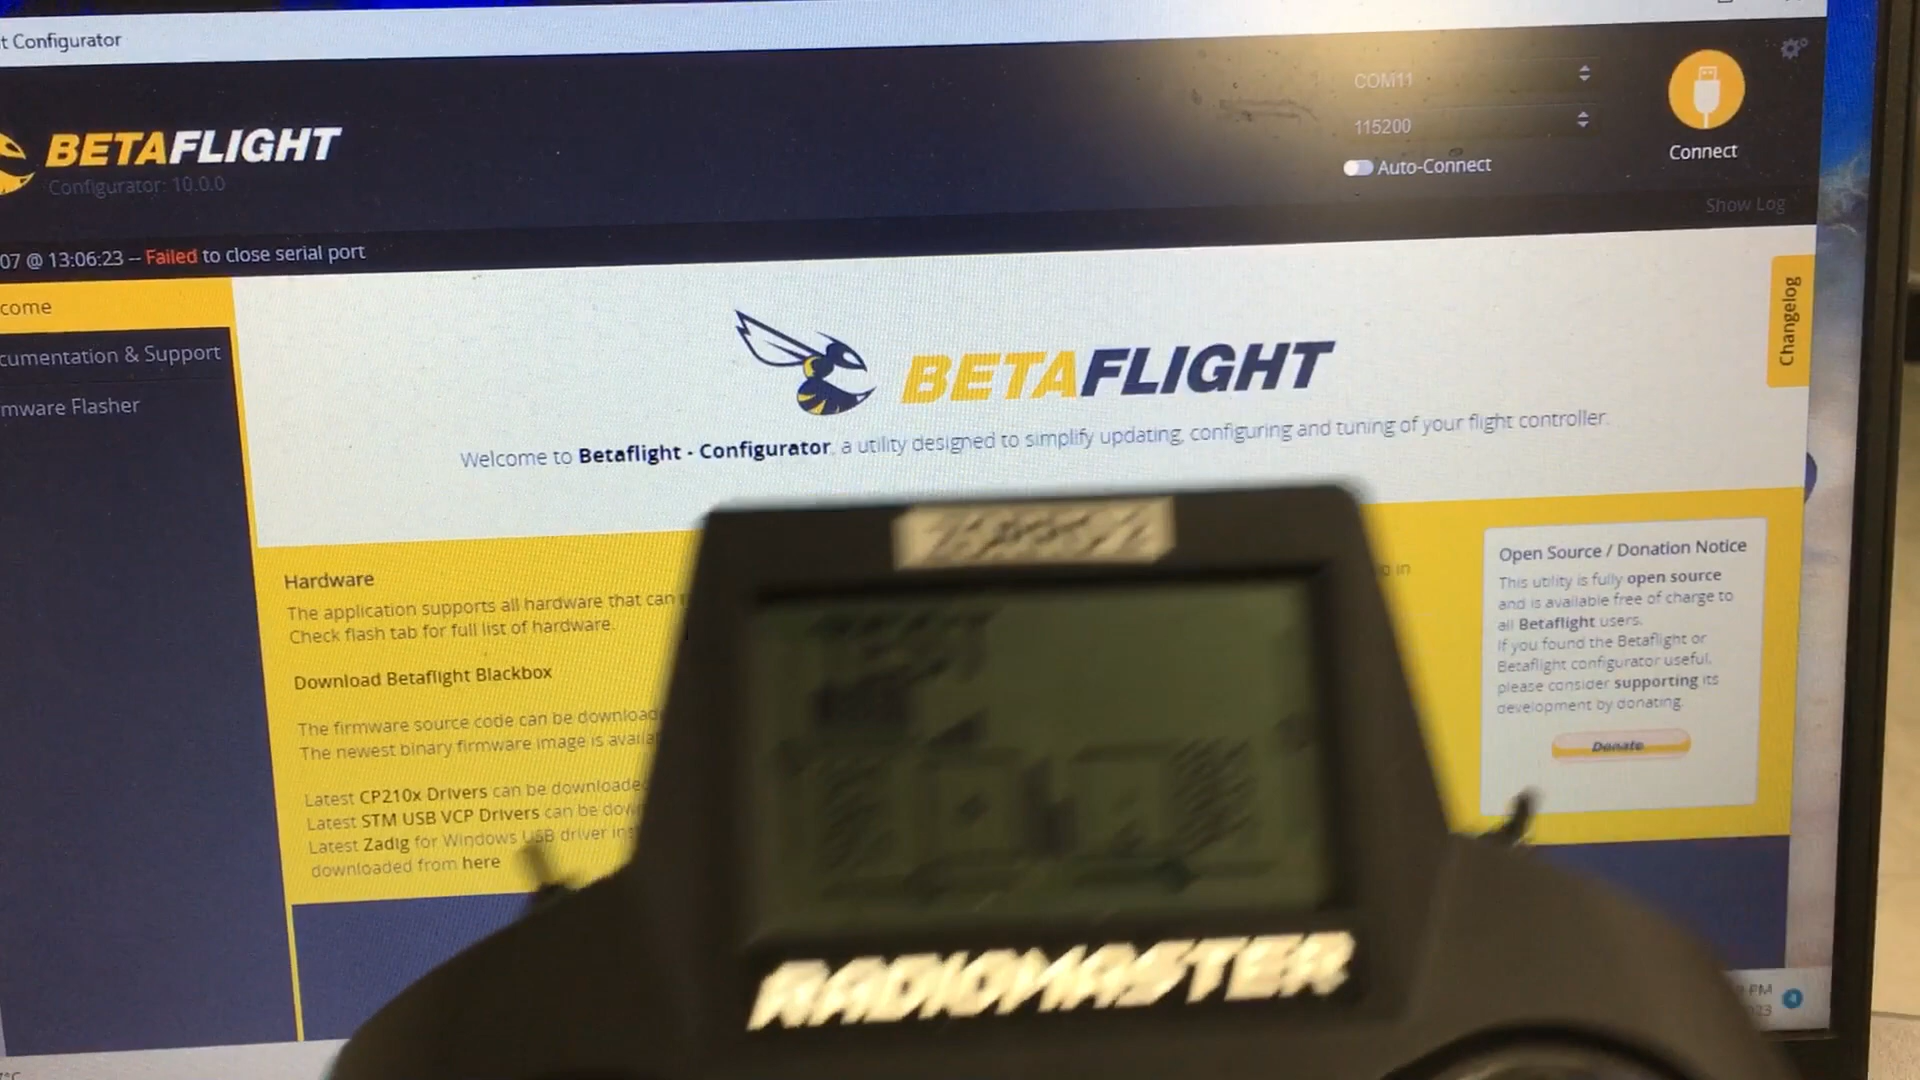 t Configurator
BETAFLIGHT
Configurator: 10.0.0
COM11
115200
Auto-Connect
Connect
Show Log
07 @ 13:06:23 -- Failed to close serial port
come
cumentation & Support
mware Flasher
Changelog
BETAFLIGHT
Welcome to Betaflight - Configurator, a utility designed to simplify updating, configuring and tuning of your flight controller.
Hardware
The application supports all hardware that can
in
Check flash tab for full list of hardware.
Download Betaflight Blackbox
The firmware source code can be download
The newest binary firmware image is availa
Latest CP210x Drivers can be downloade
Latest STM USB VCP Drivers can be dow
Latest Zadig for Windows USB driver ins
downloaded from here
Open Source / Donation Notice
This utility is fully open source
and is available free of charge to
all Betaflight users.
If you found the Betaflight or
Betaflight configurator useful,
please consider supporting its
development by donating.
Donate
RADIOMASTER
PM
23
4
°C